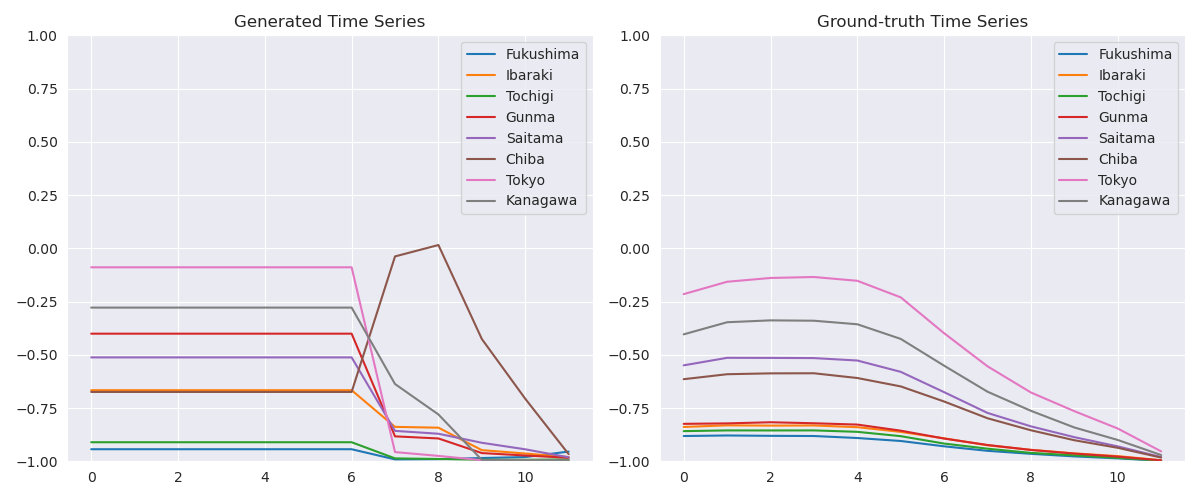 Generated Time Series
1.00
0.75
0.50
0.25
0.00
−0.25
−0.50
−0.75
−1.00
0 2 4 6 8 10
Fukushima
Ibaraki
Tochigi
Gunma
Saitama
Chiba
Tokyo
Kanagawa
Ground-truth Time Series
1.00
0.75
0.50
0.25
0.00
−0.25
−0.50
−0.75
−1.00
0 2 4 6 8 10
Fukushima
Ibaraki
Tochigi
Gunma
Saitama
Chiba
Tokyo
Kanagawa